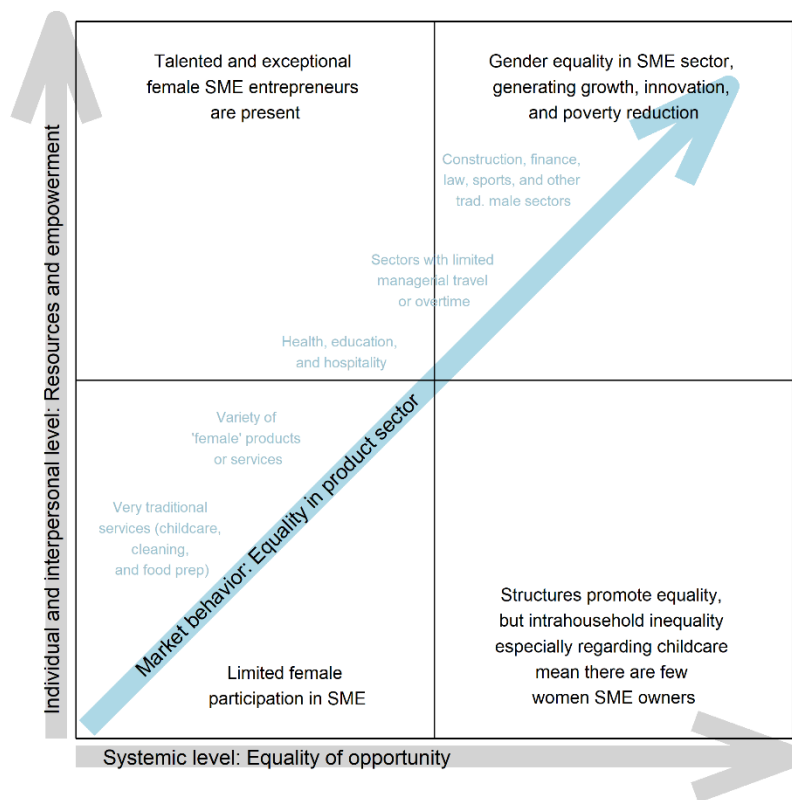 Talented and exceptional
female SME entrepreneurs
are present
Gender equality in SME sector,
generating growth, innovation,
and poverty reduction
Construction, finance,
law, sports, and other
trad. male sectors
Sectors with limited
managerial travel
or overtime
Health, education,
and hospitality
Variety of
'female' products
or services
Very traditional
services (childcare,
cleaning,
and food prep)
Market behavior: Equality in product sector
Limited female
participation in SME
Structures promote equality,
but intrahousehold inequality
especially regarding childcare
mean there are few
women SME owners
Individual and interpersonal level: Resources and empowerment
Systemic level: Equality of opportunity